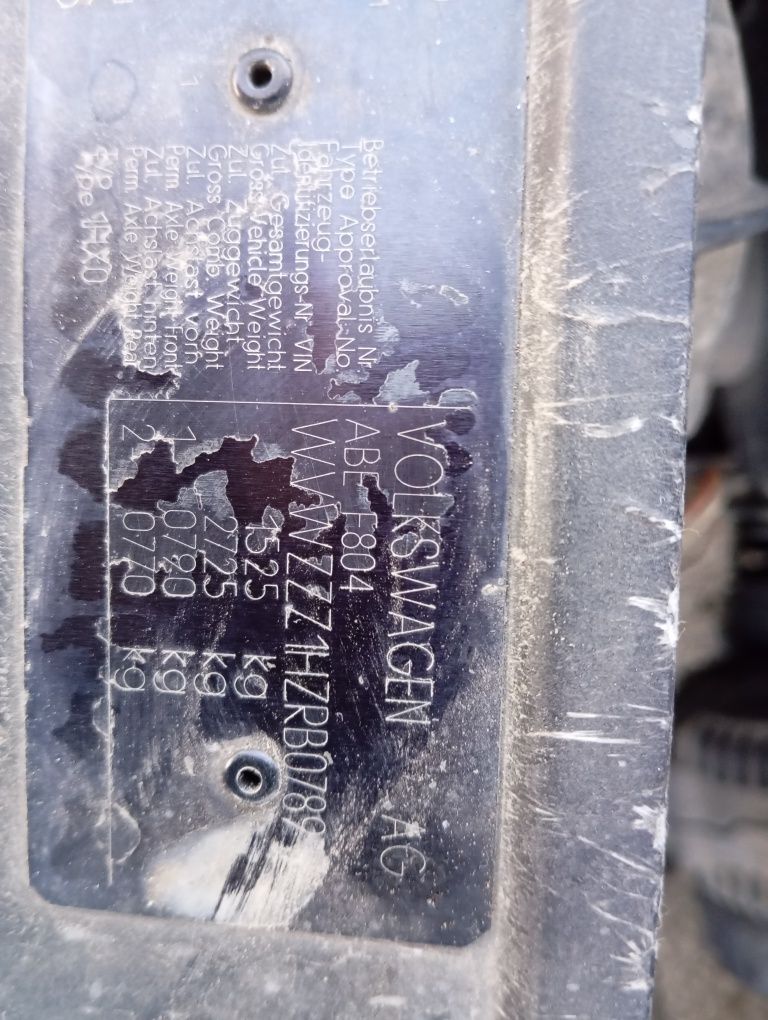 VOLKSWAGEN AG
Betriebserlaubnis Nr.
Type Approval-No. ABE F804
Fahrzeug-
Identifizierungs-Nr VIN WVWZZZ1HZRB0789
Zul. Gesamtgewicht
Gross Vehicle Weight 1525 kg
Zul. Zuggewicht
Gross Comb Weight 2725 kg
Zul. Achslast vorn
Perm Axle Weight Front 1 0790 kg
Zul. Achslast hinten
Perm Axle Weight Rear 2 0770 kg
Typ
Type 1HX0